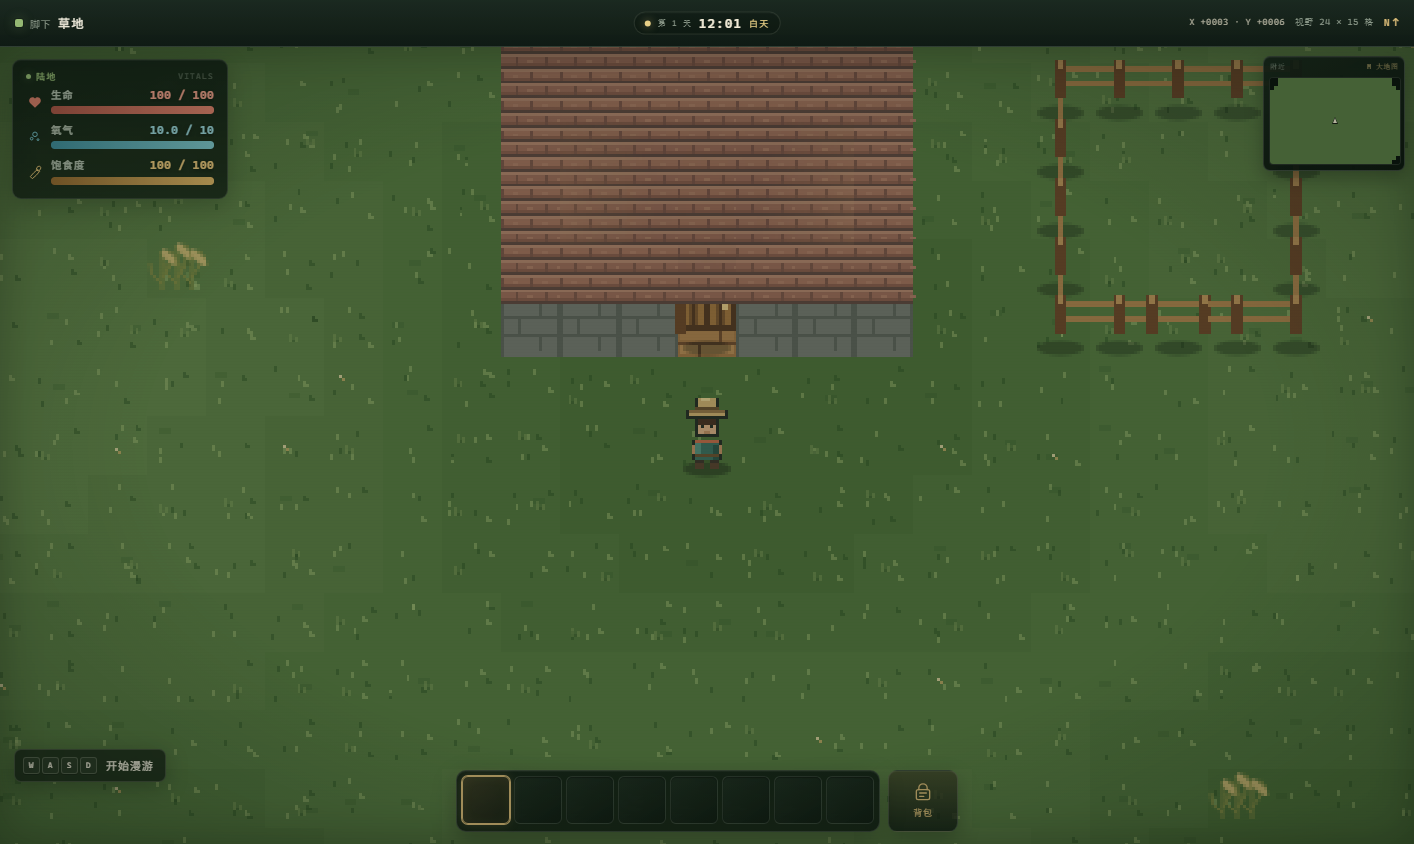 脚下 草地
第 1 天 12:01 白天
X +0003 · Y +0006 视野 24 × 15 格 N↑
陆地 VITALS
生命 100 / 100
氧气 10.0 / 10
饱食度 100 / 100
附近 M 大地图
W A S D 开始漫游
背包